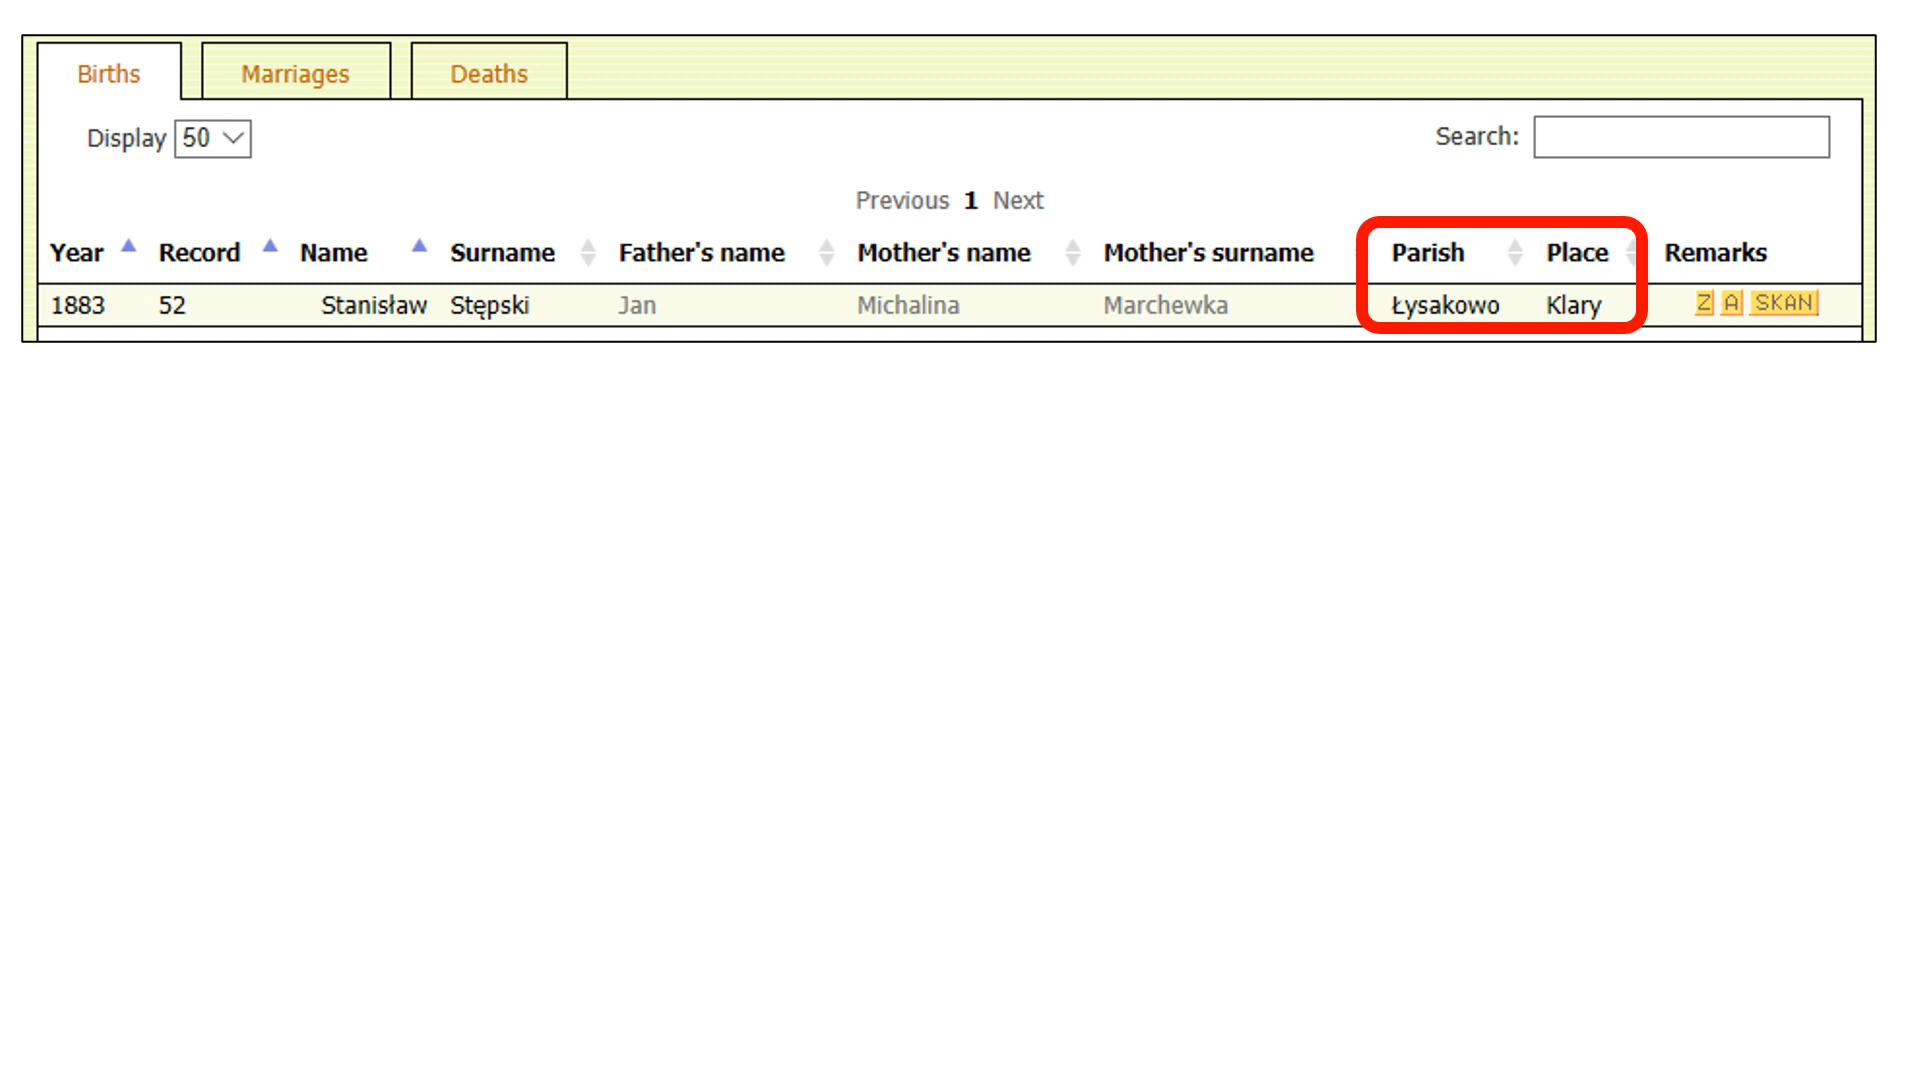 Births Marriages Deaths
Display 50 Search:
Previous 1 Next
Year Record Name Surname Father's name Mother's name Mother's surname Parish Place Remarks
1883 52 Stanisław Stępski Jan Michalina Marchewka Łysakowo Klary Z A SKAN